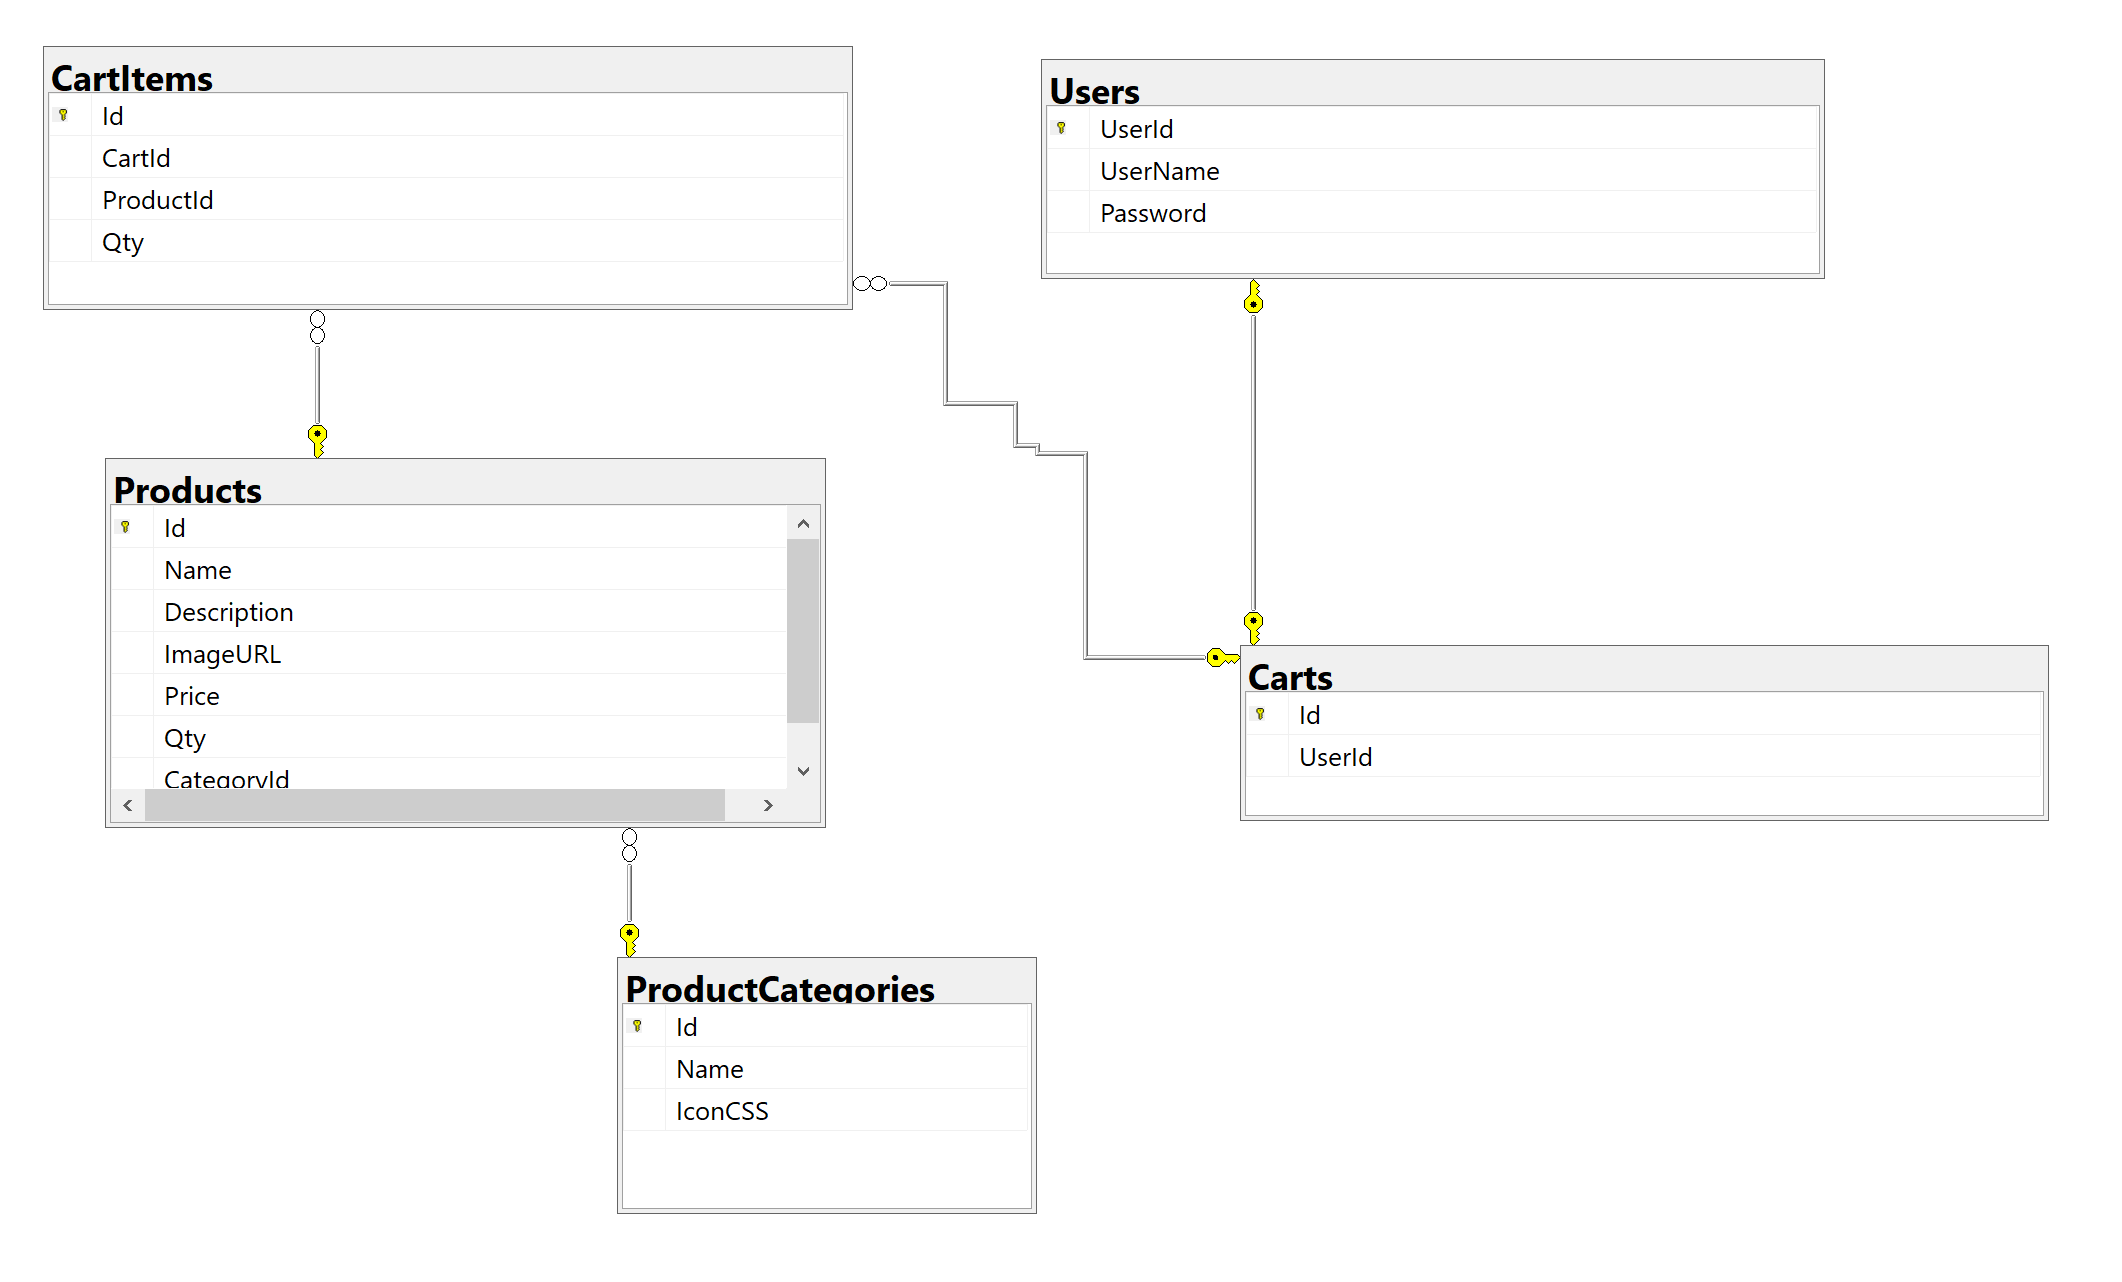 CartItems
Id
CartId
ProductId
Qty
Users
UserId
UserName
Password
Products
Id
Name
Description
ImageURL
Price
Qty
CategoryId
Carts
Id
UserId
ProductCategories
Id
Name
IconCSS